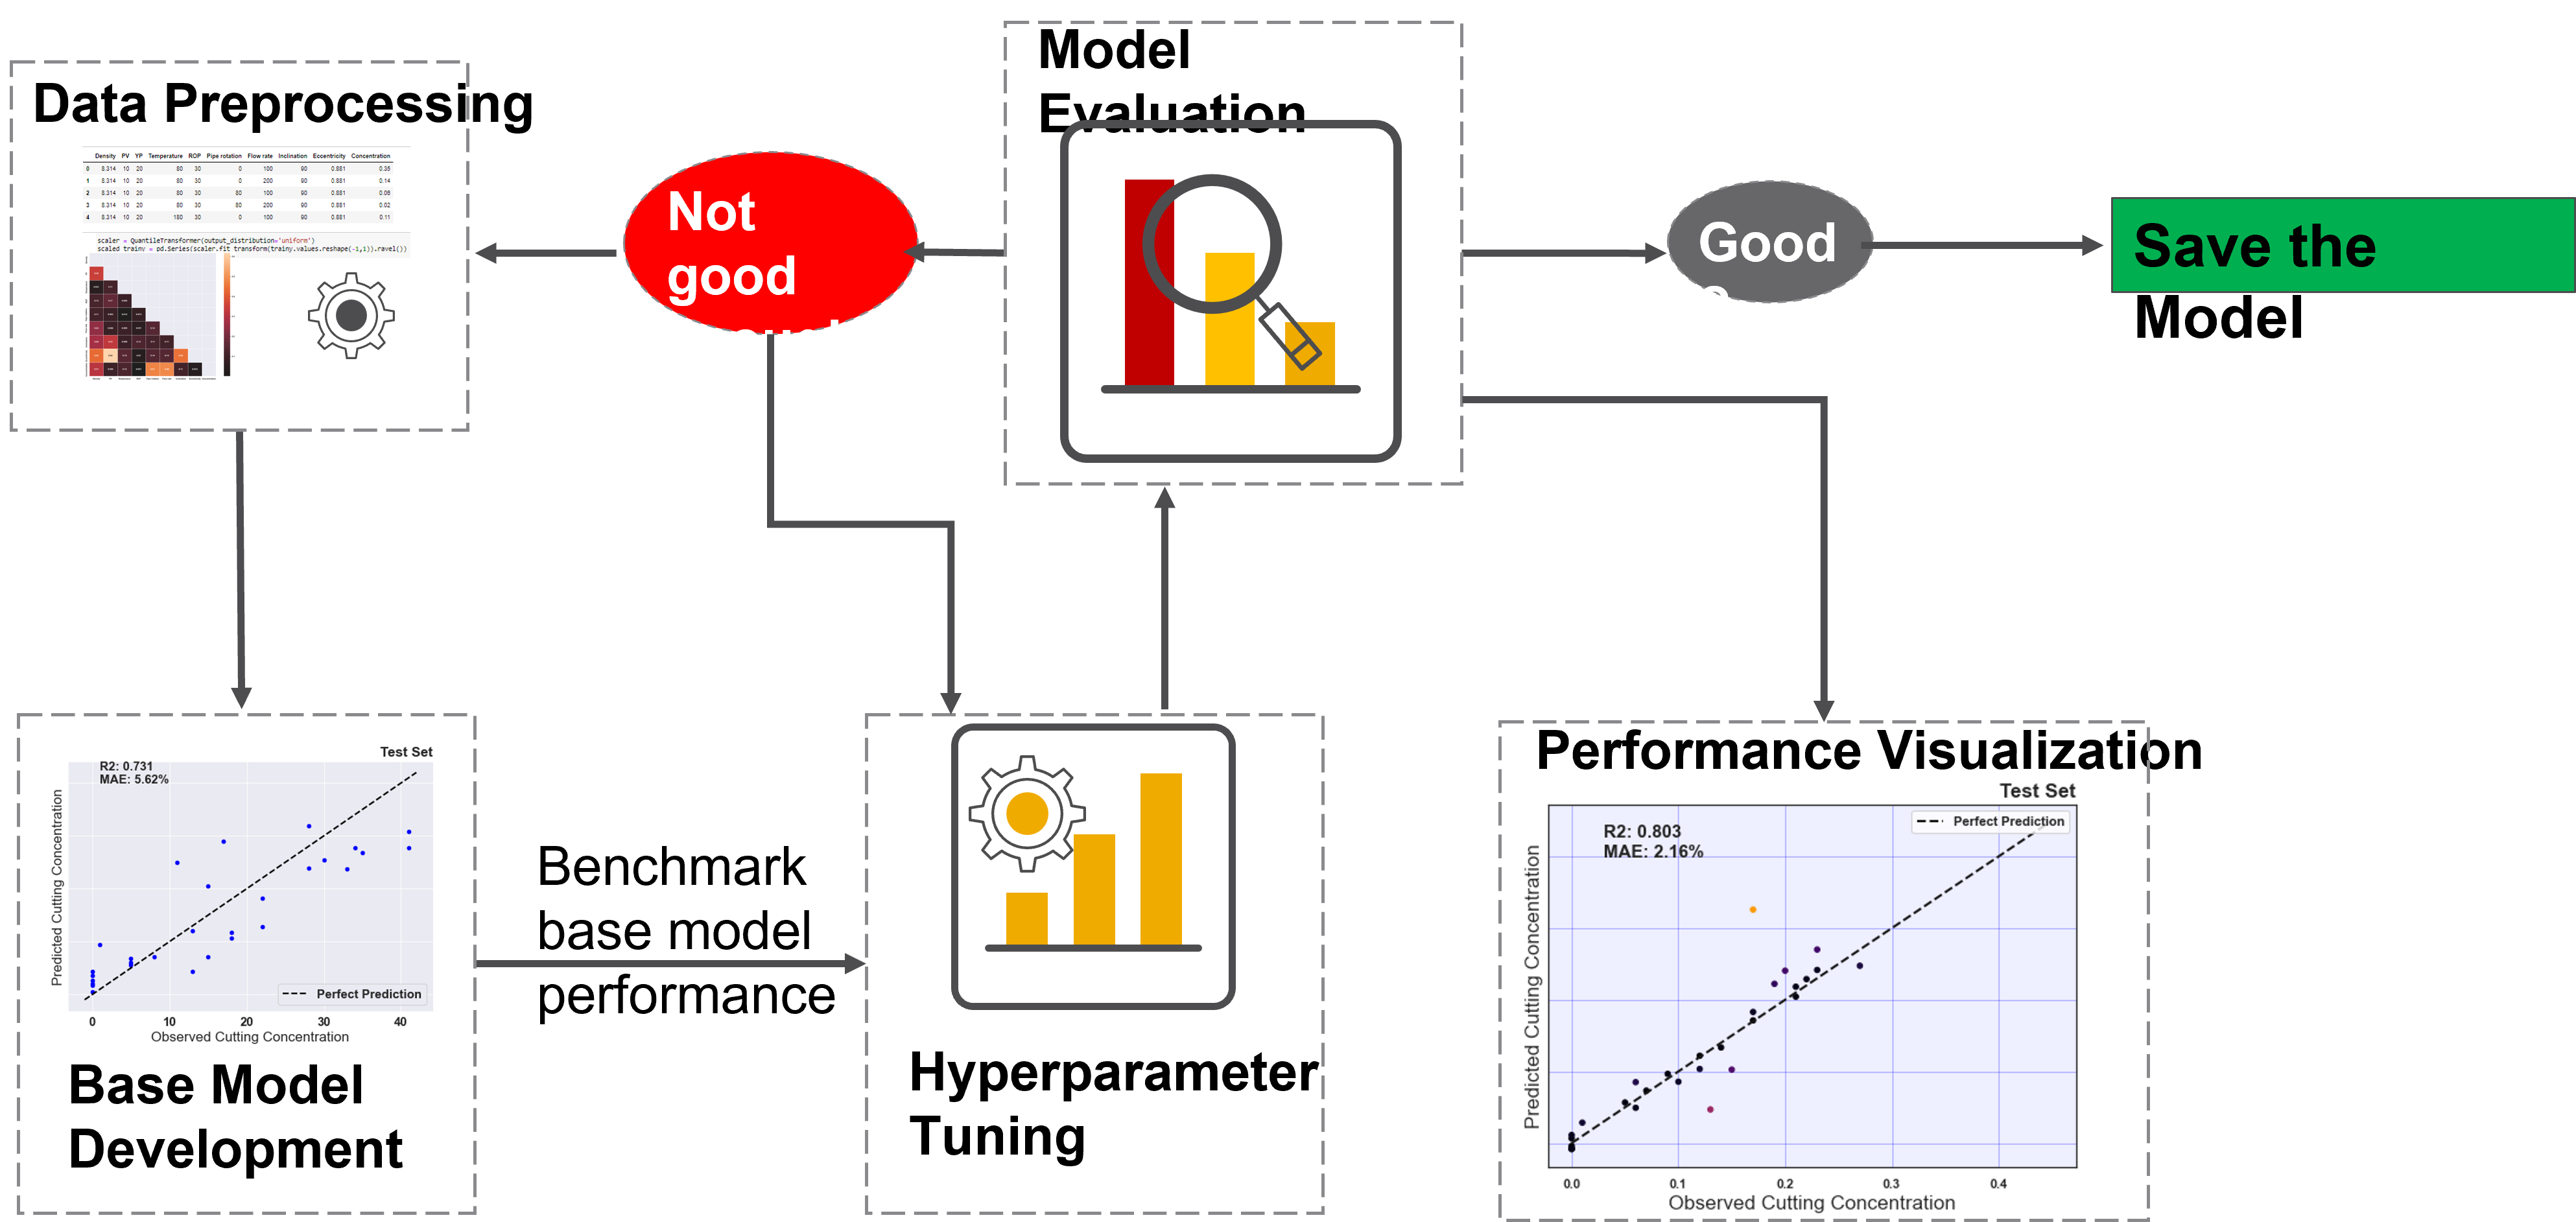 Data Preprocessing
Density PV YP Temperature ROP Pipe rotation Flow rate Inclination Eccentricity Concentration
0 8.314 10 20 80 30 0 100 90 0.881 0.35
1 8.314 10 20 80 30 0 200 90 0.881 0.14
2 8.314 10 20 80 30 80 100 90 0.881 0.06
3 8.314 10 20 80 30 80 200 90 0.881 0.02
4 8.314 10 20 180 30 0 100 90 0.881 0.11
scaler = QuantileTransformer(output_distribution='uniform')
scaled_trainy = pd.Series(scaler.fit_transform(trainy.values.reshape(-1,1)).ravel())
Not
good
Model
Evaluation
Good
Save the
Model
Test Set
R2: 0.731
MAE: 5.62%
Predicted Cutting Concentration
Perfect Prediction
0 10 20 30 40
Observed Cutting Concentration
Base Model
Development
Benchmark
base model
performance
Hyperparameter
Tuning
Performance Visualization
Test Set
Perfect Prediction
R2: 0.803
MAE: 2.16%
Predicted Cutting Concentration
0.0 0.1 0.2 0.3 0.4
Observed Cutting Concentration